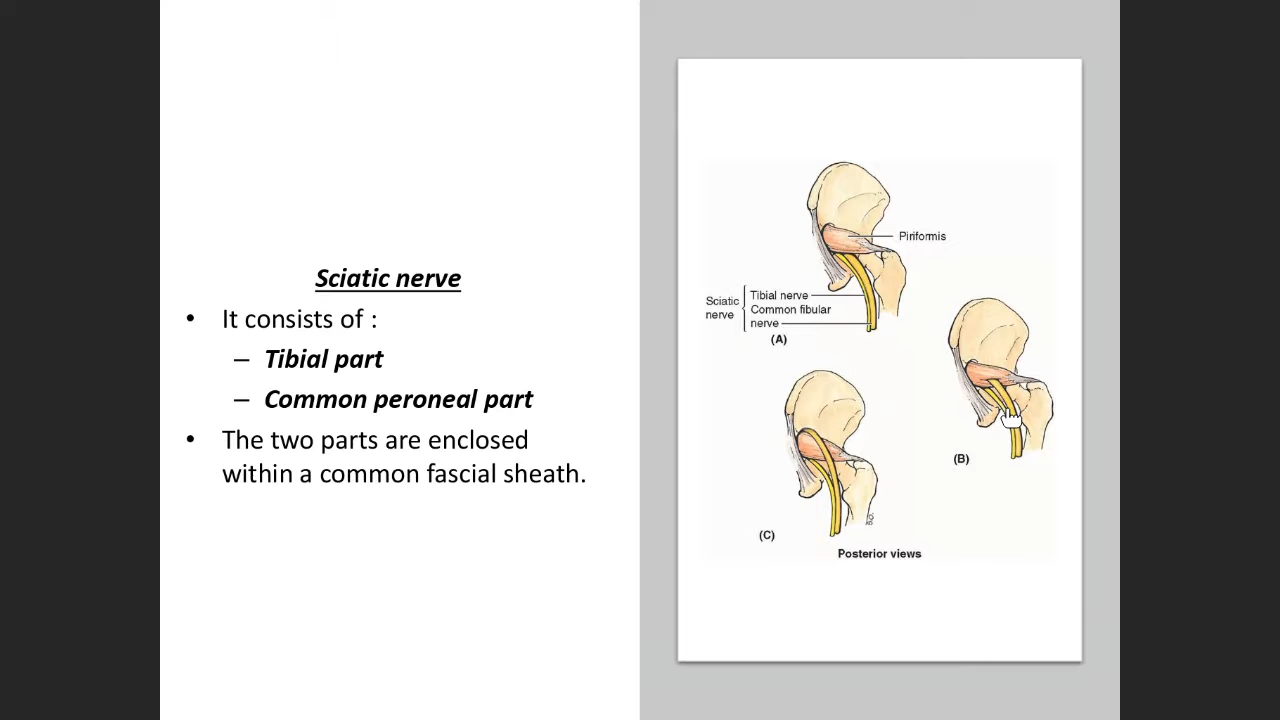 Sciatic nerve
• It consists of :
– Tibial part
– Common peroneal part
• The two parts are enclosed
within a common fascial sheath.
Piriformis
Sciatic
nerve
Tibial nerve
Common fibular
nerve
(A)
(B)
(C)
Posterior views